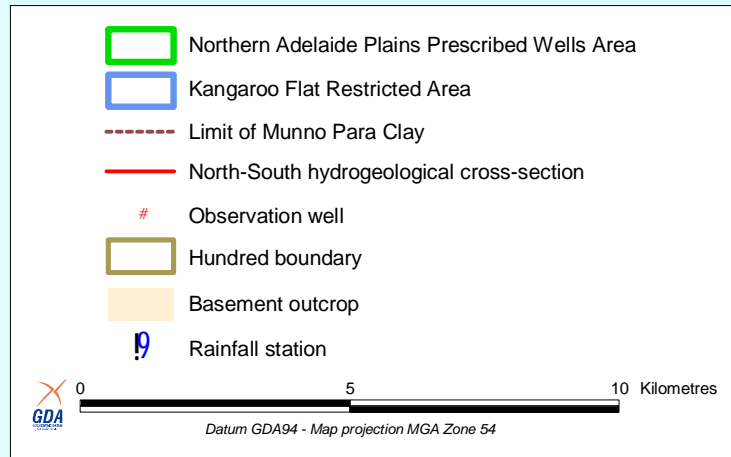 Northern Adelaide Plains Prescribed Wells Area
Kangaroo Flat Restricted Area
Limit of Munno Para Clay
North-South hydrogeological cross-section
# Observation well
Hundred boundary
Basement outcrop
!9 Rainfall station
0 5 10 Kilometres
GDA
Datum GDA94 - Map projection MGA Zone 54